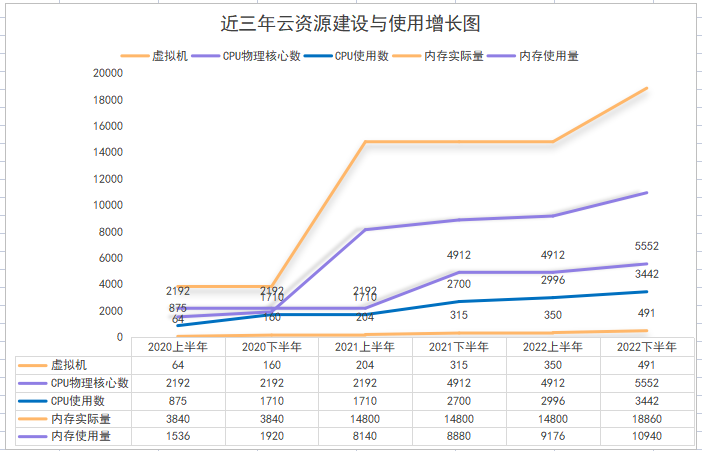 近三年云资源建设与使用增长图
虚拟机 CPU物理核心数 CPU使用数 内存实际量 内存使用量
20000
18000
16000
14000
12000
10000
8000
6000
4000
2000
0
2192 2192 2192 4912 4912 5552
875 1710 1710 2700 2996 3442
64 160 204 315 350 491
2020上半年 2020下半年 2021上半年 2021下半年 2022上半年 2022下半年
虚拟机 64 160 204 315 350 491
CPU物理核心数 2192 2192 2192 4912 4912 5552
CPU使用数 875 1710 1710 2700 2996 3442
内存实际量 3840 3840 14800 14800 14800 18860
内存使用量 1536 1920 8140 8880 9176 10940